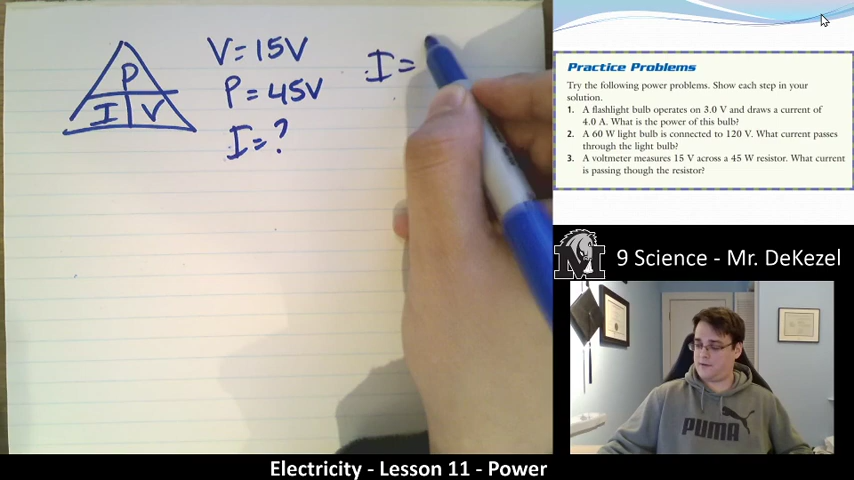 P
I V
V = 15V
P = 45V
I = ?
I =
Practice Problems
Try the following power problems. Show each step in your
solution.
1. A flashlight bulb operates on 3.0 V and draws a current of
4.0 A. What is the power of this bulb?
2. A 60 W light bulb is connected to 120 V. What current passes
through the light bulb?
3. A voltmeter measures 15 V across a 45 W resistor. What current
is passing though the resistor?
M
9 Science - Mr. DeKezel
PUMA
Electricity - Lesson 11 - Power